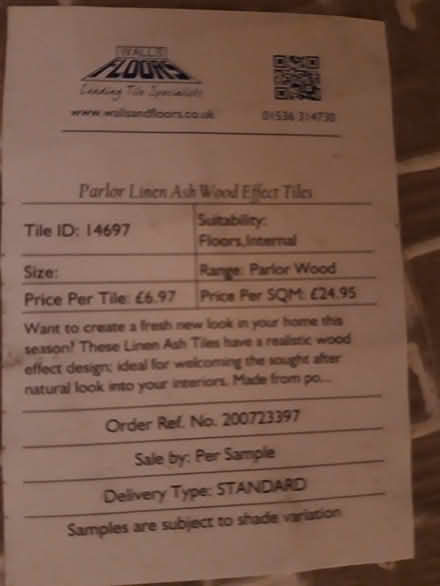 WALLS
FLOORS
Leading Tile Specialists
www.wallsandfloors.co.uk
01536 314730
Parlor Linen Ash Wood Effect Tiles
Tile ID: 14697
Suitability:
Floors,Internal
Size:
Range: Parlor Wood
Price Per Tile: £6.97
Price Per SQM: £24.95
Want to create a fresh new look in your home this
season? These Linen Ash Tiles have a realistic wood
effect design; ideal for welcoming the sought after
natural look into your interiors. Made from po...
Order Ref. No. 200723397
Sale by: Per Sample
Delivery Type: STANDARD
Samples are subject to shade variation